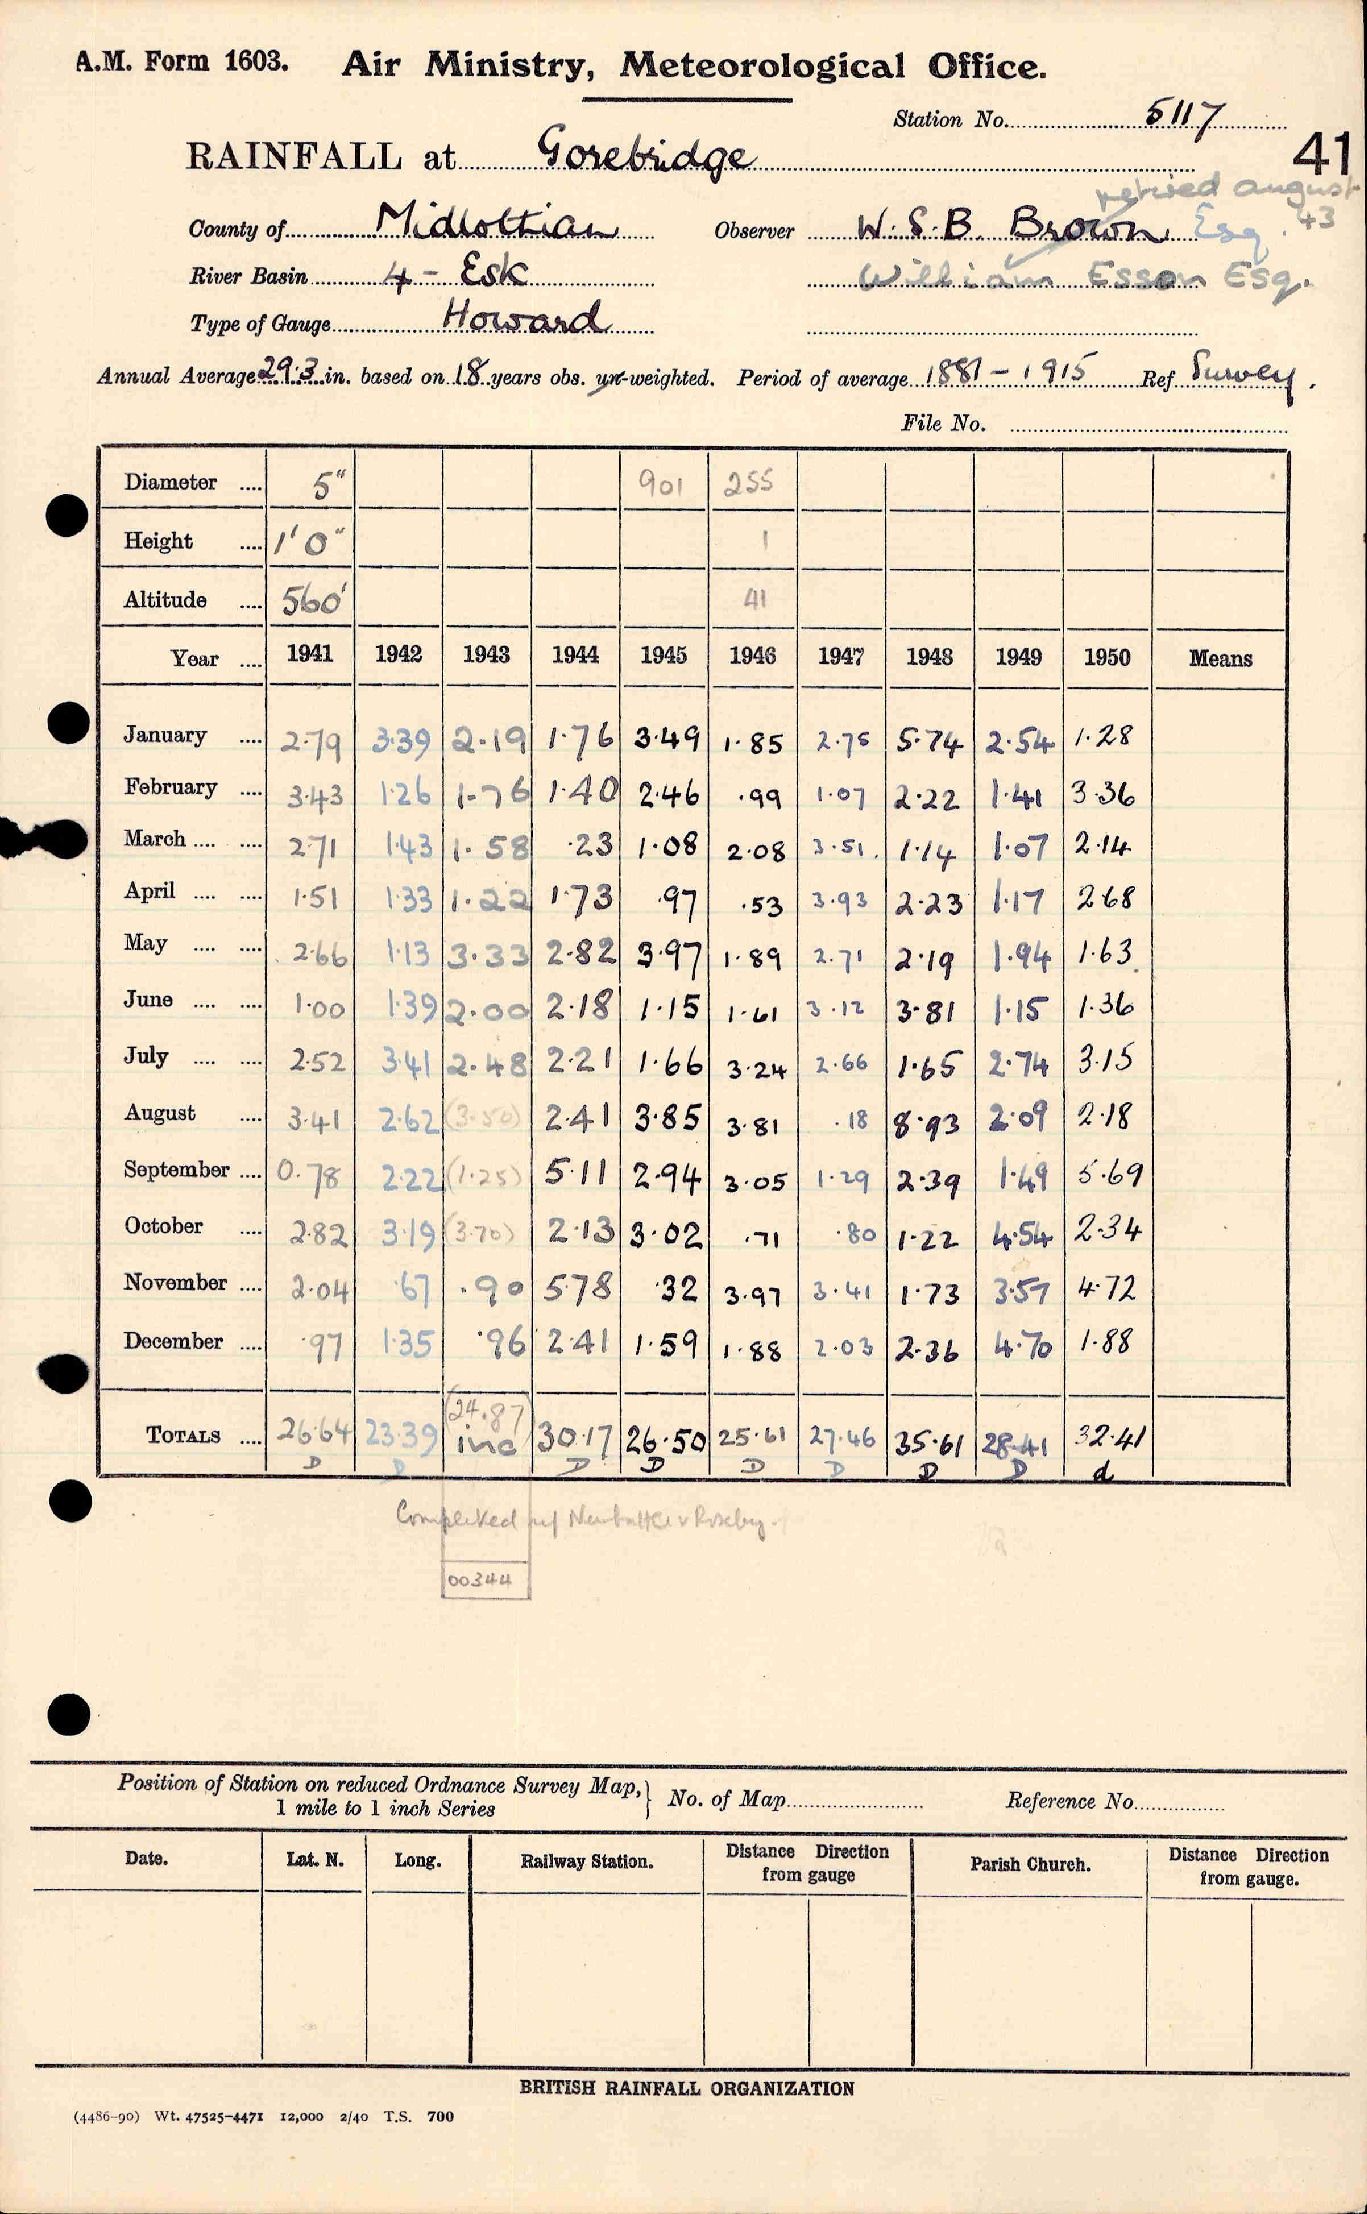 A.M. Form 1603. Air Ministry, Meteorological Office.
Station No. 5117
41
RAINFALL at Gorebridge
retired august 43
County of Midlothian Observer W. S. B. Brown Esq.
River Basin 4 - Esk William Esson Esq.
Type of Gauge Howard
Annual Average 29.3 in. based on 18 years obs. un-weighted. Period of average 1881 - 1915 Ref Survey.
File No.
Diameter .... 5" 901 255
Height .... 1' 0" 1
Altitude .... 560' 41
Year .... 1941 1942 1943 1944 1945 1946 1947 1948 1949 1950 Means
January .... 2.79 3.39 2.19 1.76 3.49 1.85 2.75 5.74 2.54 1.28
February .... 3.43 1.26 1.76 1.40 2.46 .99 1.07 2.22 1.41 3.36
March .... .... 2.71 1.43 1.58 .23 1.08 2.08 3.51 1.14 1.07 2.14
April .... .... 1.51 1.33 1.22 1.73 .97 .53 3.93 2.23 1.17 2.68
May .... .... 2.66 1.13 3.33 2.82 3.97 1.89 2.71 2.19 1.94 1.63
June .... .... 1.00 1.39 2.00 2.18 1.15 1.61 3.12 3.81 1.15 1.36
July .... .... 2.52 3.41 2.48 2.21 1.66 3.24 2.66 1.65 2.74 3.15
August .... 3.41 2.62 (3.50) 2.41 3.85 3.81 .18 8.93 2.09 2.18
September .... 0.78 2.22 (1.25) 5.11 2.94 3.05 1.29 2.39 1.49 5.69
October .... 2.82 3.19 (3.70) 2.13 3.02 .71 .80 1.22 4.54 2.34
November .... 2.04 .67 .90 5.78 .32 3.97 3.41 1.73 3.57 4.72
December .... .97 1.35 .96 2.41 1.59 1.88 2.03 2.36 4.70 1.88
(24.87)
TOTALS .... 26.64 23.39 inc 30.17 26.50 25.61 27.46 35.61 28.41 32.41
D D D D D D D D d
Completed w/ Newbattle & Roseby.
00344
Position of Station on reduced Ordnance Survey Map, 1 mile to 1 inch Series } No. of Map Reference No.
Date. Lat. N. Long. Railway Station. Distance Direction from gauge Parish Church. Distance Direction from gauge.
BRITISH RAINFALL ORGANIZATION
(4486-90) Wt. 47525-4471 12,000 2/40 T.S. 700